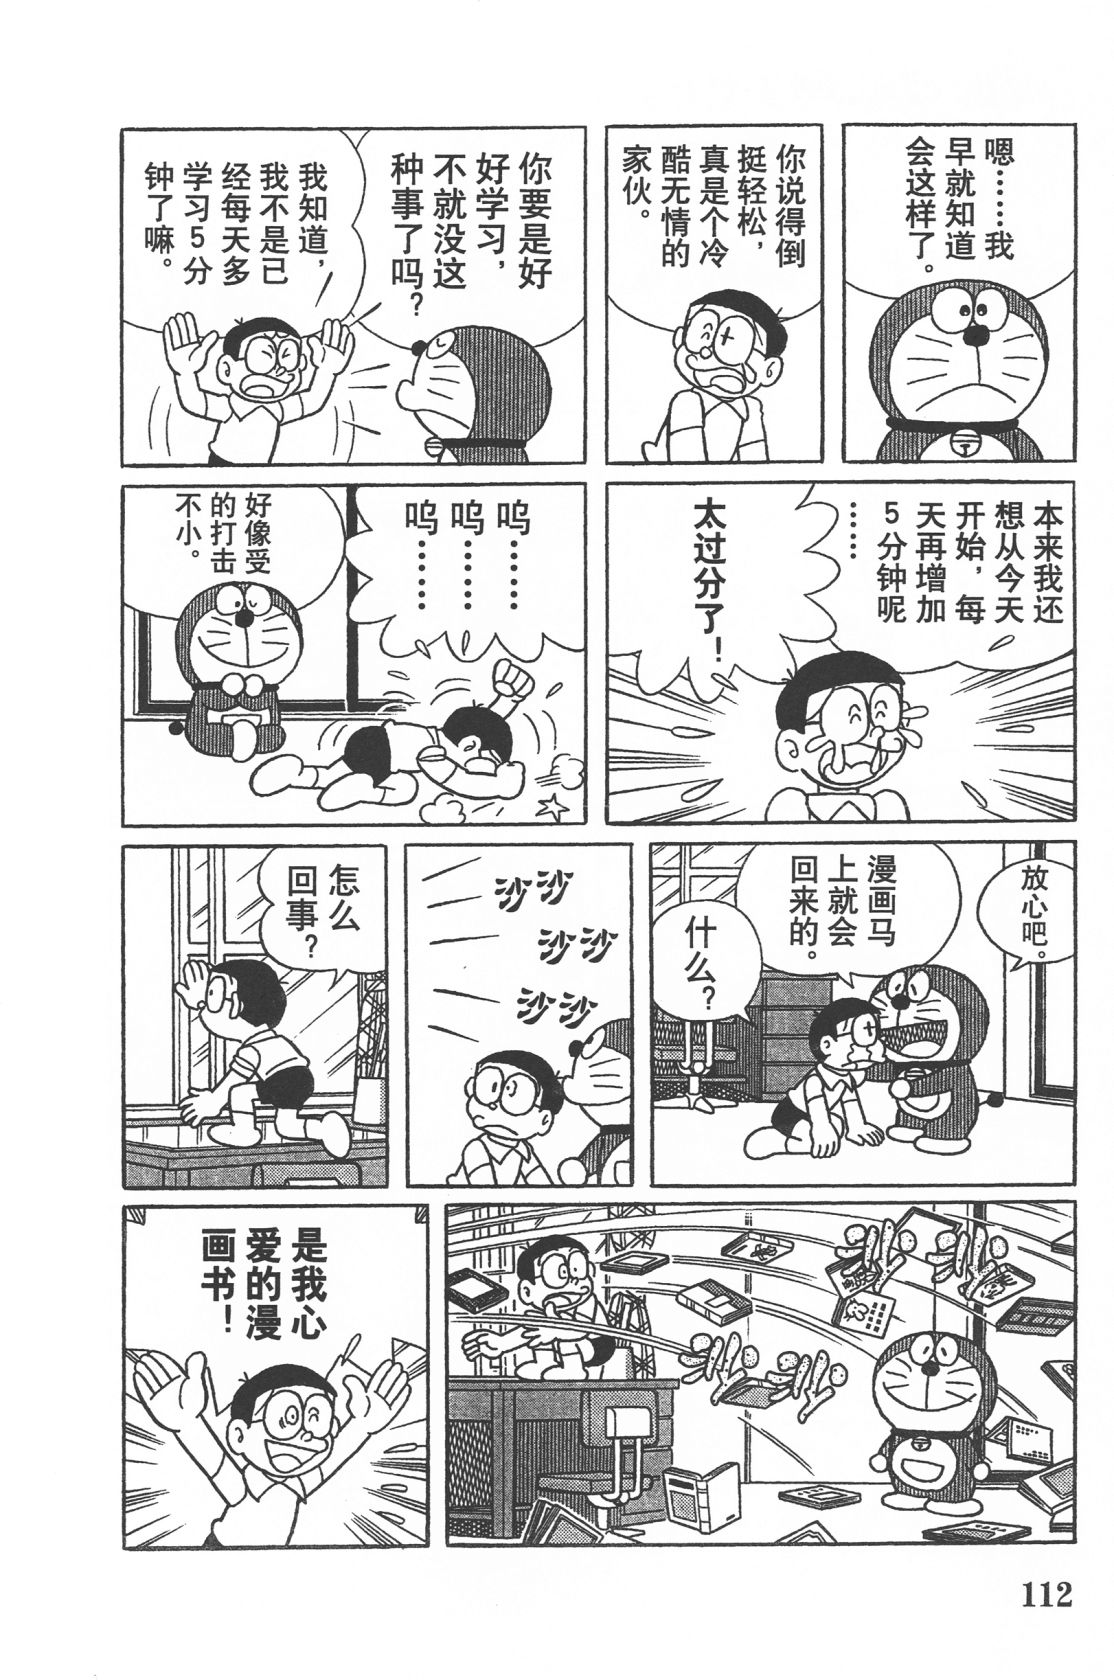 嗯……我
早就知道
会这样了。
你说得倒
挺轻松，
真是个冷
酷无情的
家伙。
你要是好
好学习，
不就没这
种事了吗？
我知道，
我不是已
经每天多
学习5分
钟了嘛。
本来我还
想从今天
开始，每
天再增加
5分钟呢
……
太过分了！
呜……
呜……
呜……
好像受
的打击
不小。
放心吧。
漫画马
上就会
回来的。
什么？
沙沙
沙沙
沙沙
怎么
回事？
是我心
爱的漫
画书！
112